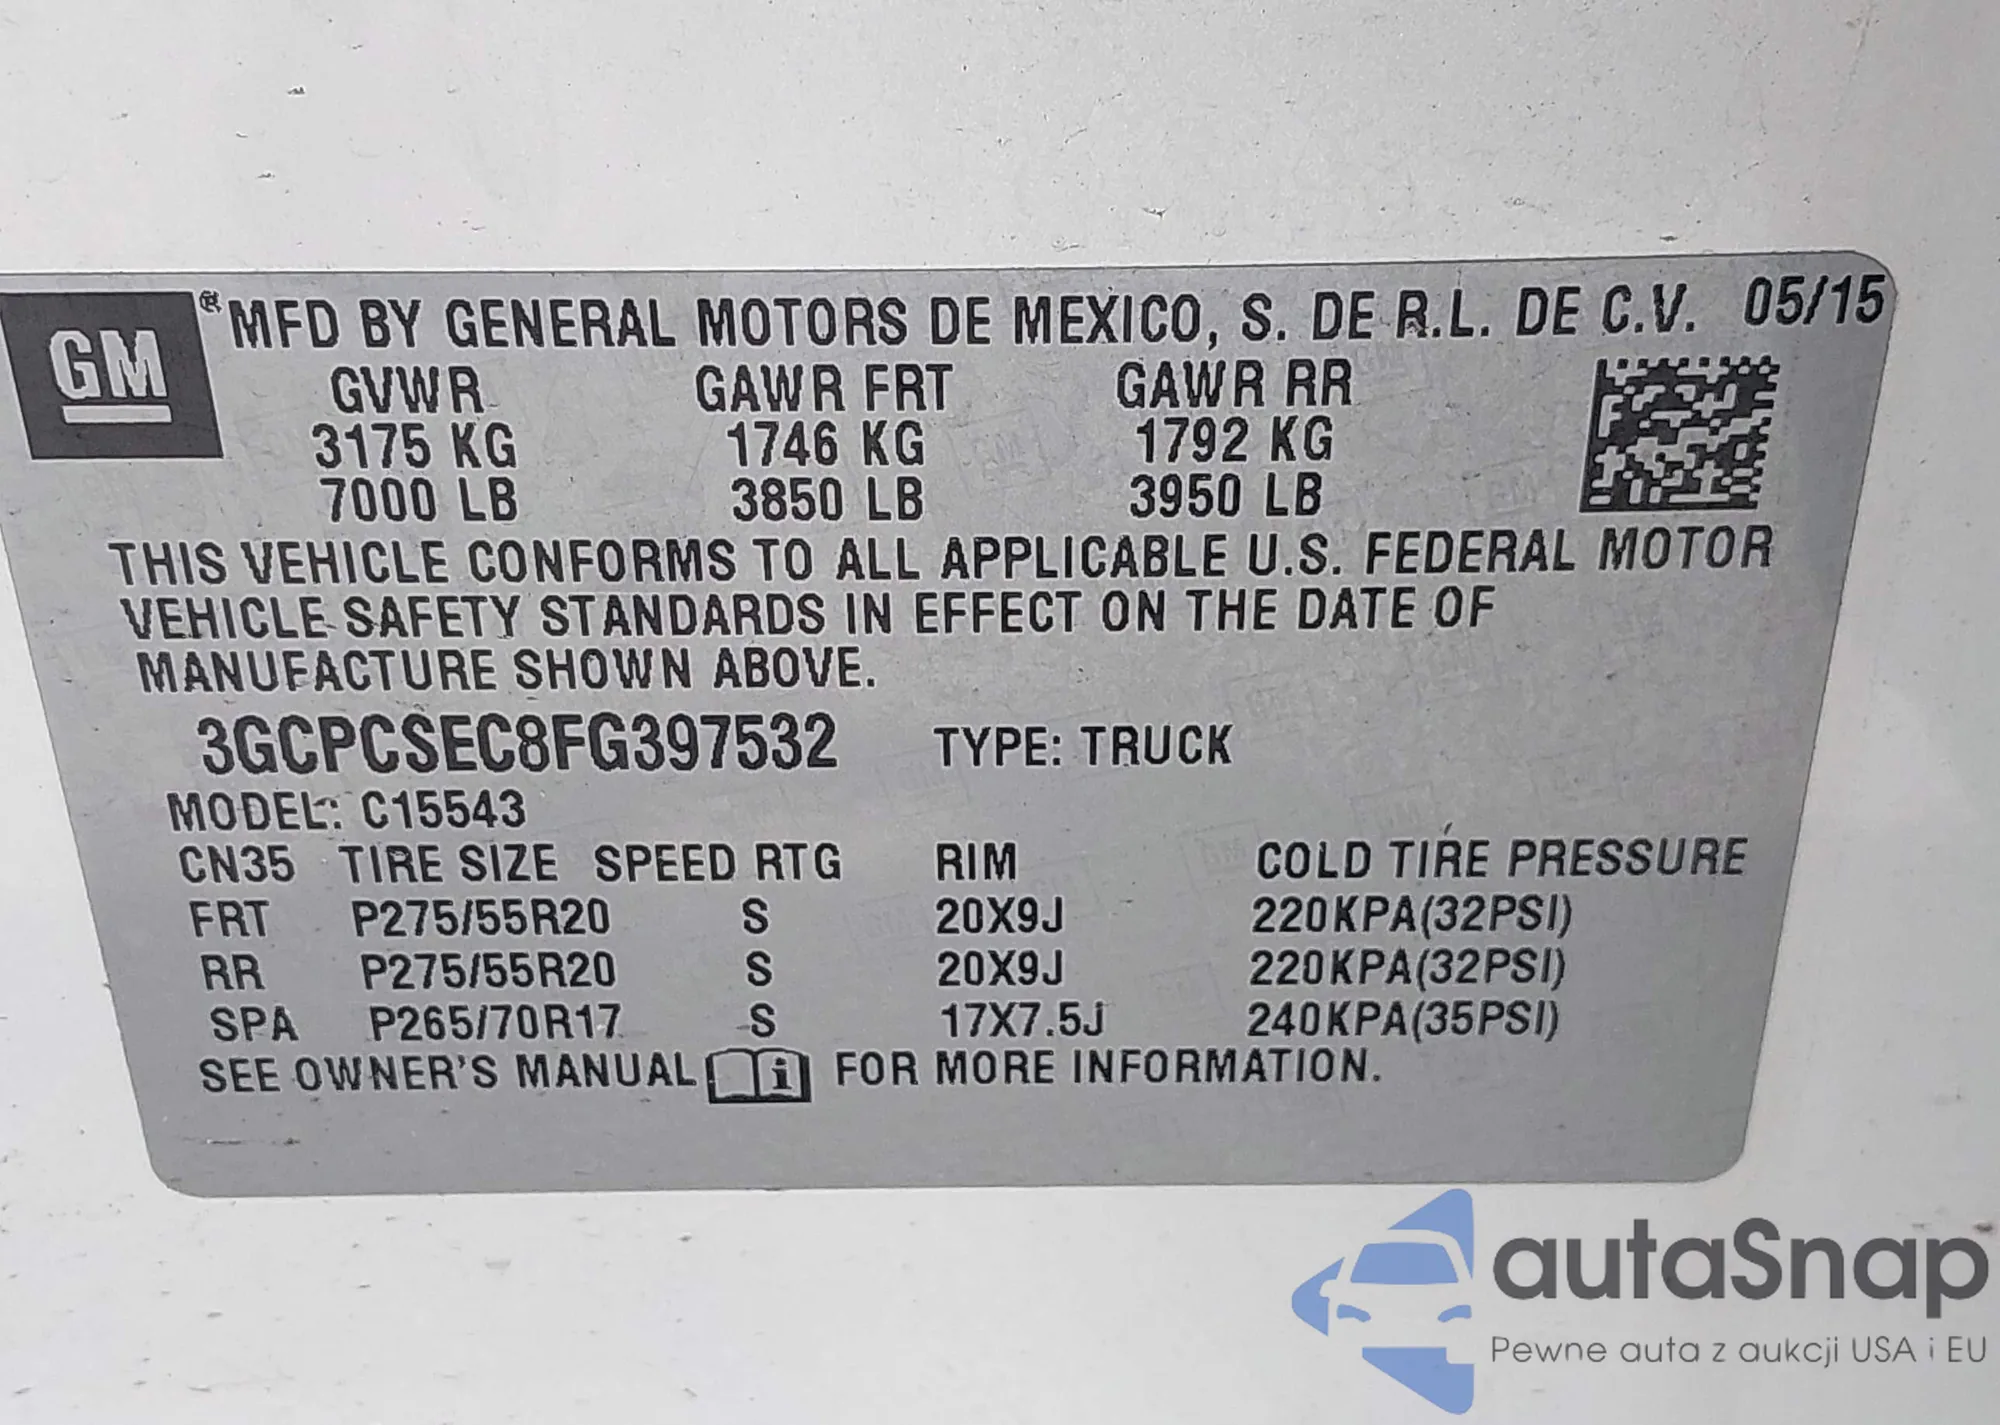 GM ® MFD BY GENERAL MOTORS DE MEXICO, S. DE R.L. DE C.V. 05/15
GVWR GAWR FRT GAWR RR
3175 KG 1746 KG 1792 KG
7000 LB 3850 LB 3950 LB
THIS VEHICLE CONFORMS TO ALL APPLICABLE U.S. FEDERAL MOTOR
VEHICLE SAFETY STANDARDS IN EFFECT ON THE DATE OF
MANUFACTURE SHOWN ABOVE.
3GCPCSEC8FG397532 TYPE: TRUCK
MODEL: C15543
CN35 TIRE SIZE SPEED RTG RIM COLD TIRE PRESSURE
FRT P275/55R20 S 20X9J 220KPA(32PSI)
RR P275/55R20 S 20X9J 220KPA(32PSI)
SPA P265/70R17 S 17X7.5J 240KPA(35PSI)
SEE OWNER'S MANUAL i FOR MORE INFORMATION.
autaSnap
Pewne auta z aukcji USA i EU